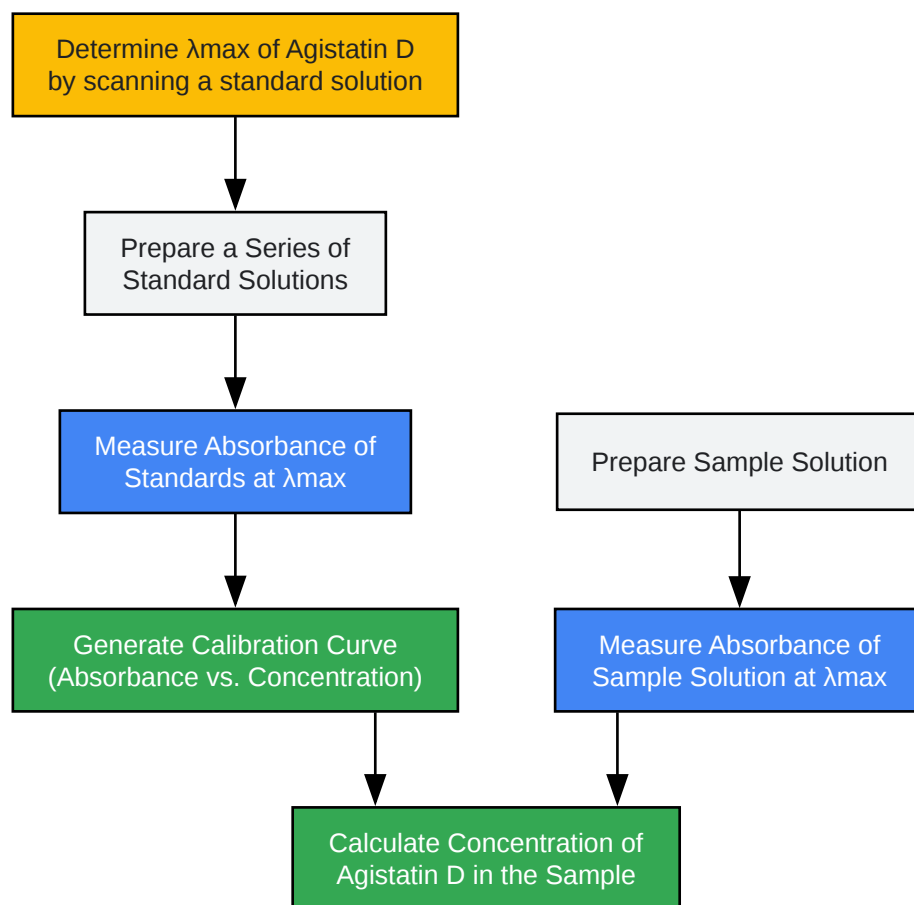 Determine λmax of Agistatin D
by scanning a standard solution
Prepare a Series of
Standard Solutions
Measure Absorbance of
Standards at λmax
Prepare Sample Solution
Generate Calibration Curve
(Absorbance vs. Concentration)
Measure Absorbance of
Sample Solution at λmax
Calculate Concentration of
Agistatin D in the Sample